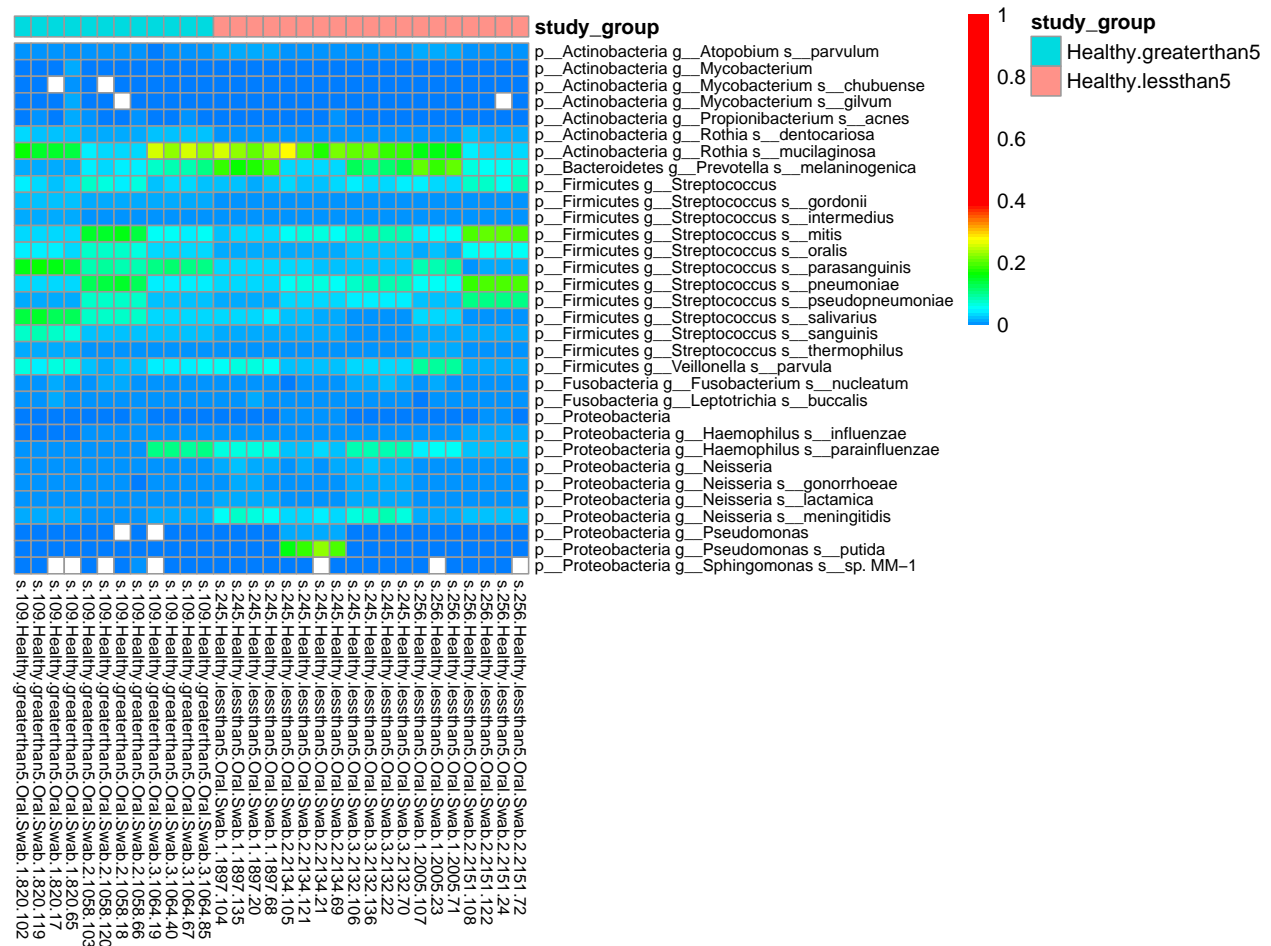 study_group
p__Actinobacteria g__Atopobium s__parvulum
p__Actinobacteria g__Mycobacterium
p__Actinobacteria g__Mycobacterium s__chubuense
p__Actinobacteria g__Mycobacterium s__gilvum
p__Actinobacteria g__Propionibacterium s__acnes
p__Actinobacteria g__Rothia s__dentocariosa
p__Actinobacteria g__Rothia s__mucilaginosa
p__Bacteroidetes g__Prevotella s__melaninogenica
p__Firmicutes g__Streptococcus
p__Firmicutes g__Streptococcus s__gordonii
p__Firmicutes g__Streptococcus s__intermedius
p__Firmicutes g__Streptococcus s__mitis
p__Firmicutes g__Streptococcus s__oralis
p__Firmicutes g__Streptococcus s__parasanguinis
p__Firmicutes g__Streptococcus s__pneumoniae
p__Firmicutes g__Streptococcus s__pseudopneumoniae
p__Firmicutes g__Streptococcus s__salivarius
p__Firmicutes g__Streptococcus s__sanguinis
p__Firmicutes g__Streptococcus s__thermophilus
p__Firmicutes g__Veillonella s__parvula
p__Fusobacteria g__Fusobacterium s__nucleatum
p__Fusobacteria g__Leptotrichia s__buccalis
p__Proteobacteria
p__Proteobacteria g__Haemophilus s__influenzae
p__Proteobacteria g__Haemophilus s__parainfluenzae
p__Proteobacteria g__Neisseria
p__Proteobacteria g__Neisseria s__gonorrhoeae
p__Proteobacteria g__Neisseria s__lactamica
p__Proteobacteria g__Neisseria s__meningitidis
p__Proteobacteria g__Pseudomonas
p__Proteobacteria g__Pseudomonas s__putida
p__Proteobacteria g__Sphingomonas s__sp. MM−1
s.109.Healthy.greaterthan5.Oral.Swab.1.820.102
s.109.Healthy.greaterthan5.Oral.Swab.1.820.119
s.109.Healthy.greaterthan5.Oral.Swab.1.820.17
s.109.Healthy.greaterthan5.Oral.Swab.1.820.65
s.109.Healthy.greaterthan5.Oral.Swab.2.1058.103
s.109.Healthy.greaterthan5.Oral.Swab.2.1058.120
s.109.Healthy.greaterthan5.Oral.Swab.2.1058.18
s.109.Healthy.greaterthan5.Oral.Swab.2.1058.66
s.109.Healthy.greaterthan5.Oral.Swab.3.1064.19
s.109.Healthy.greaterthan5.Oral.Swab.3.1064.40
s.109.Healthy.greaterthan5.Oral.Swab.3.1064.67
s.109.Healthy.greaterthan5.Oral.Swab.3.1064.85
s.245.Healthy.lessthan5.Oral.Swab.1.1897.104
s.245.Healthy.lessthan5.Oral.Swab.1.1897.135
s.245.Healthy.lessthan5.Oral.Swab.1.1897.20
s.245.Healthy.lessthan5.Oral.Swab.1.1897.68
s.245.Healthy.lessthan5.Oral.Swab.2.2134.105
s.245.Healthy.lessthan5.Oral.Swab.2.2134.121
s.245.Healthy.lessthan5.Oral.Swab.2.2134.21
s.245.Healthy.lessthan5.Oral.Swab.2.2134.69
s.245.Healthy.lessthan5.Oral.Swab.3.2132.106
s.245.Healthy.lessthan5.Oral.Swab.3.2132.136
s.245.Healthy.lessthan5.Oral.Swab.3.2132.22
s.245.Healthy.lessthan5.Oral.Swab.3.2132.70
s.256.Healthy.lessthan5.Oral.Swab.1.2005.107
s.256.Healthy.lessthan5.Oral.Swab.1.2005.23
s.256.Healthy.lessthan5.Oral.Swab.1.2005.71
s.256.Healthy.lessthan5.Oral.Swab.2.2151.108
s.256.Healthy.lessthan5.Oral.Swab.2.2151.122
s.256.Healthy.lessthan5.Oral.Swab.2.2151.24
s.256.Healthy.lessthan5.Oral.Swab.2.2151.72
1
0.8
0.6
0.4
0.2
0
study_group
Healthy.greaterthan5
Healthy.lessthan5